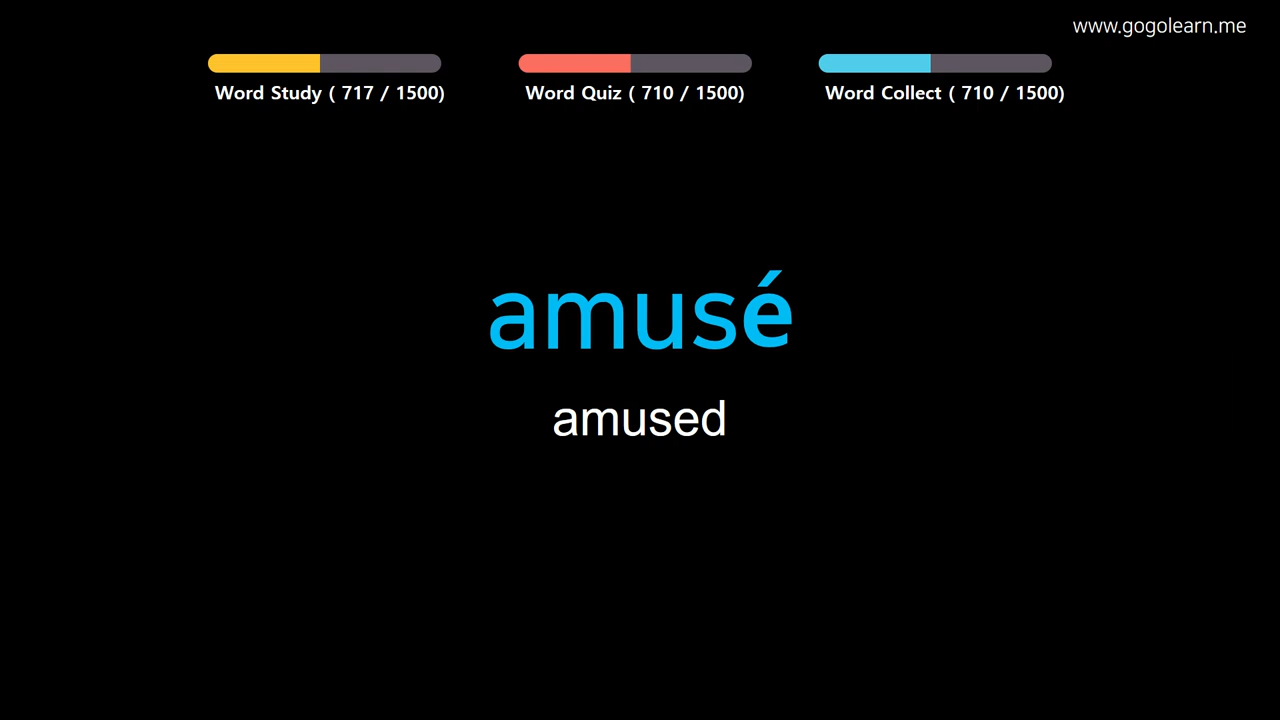 www.gogolearn.me
Word Study ( 717 / 1500)
Word Quiz ( 710 / 1500)
Word Collect ( 710 / 1500)
amusé
amused